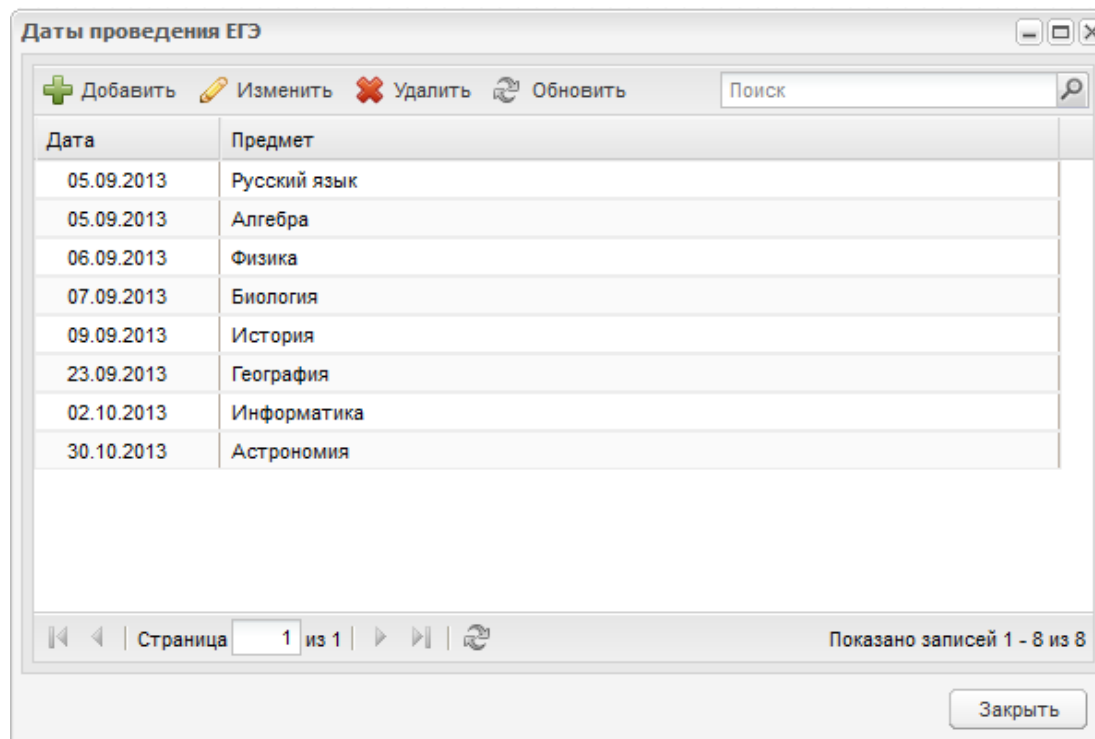 Даты проведения ЕГЭ
Добавить Изменить Удалить Обновить Поиск
Дата Предмет
05.09.2013 Русский язык
05.09.2013 Алгебра
06.09.2013 Физика
07.09.2013 Биология
09.09.2013 История
23.09.2013 География
02.10.2013 Информатика
30.10.2013 Астрономия
Страница 1 из 1 Показано записей 1 - 8 из 8
Закрыть